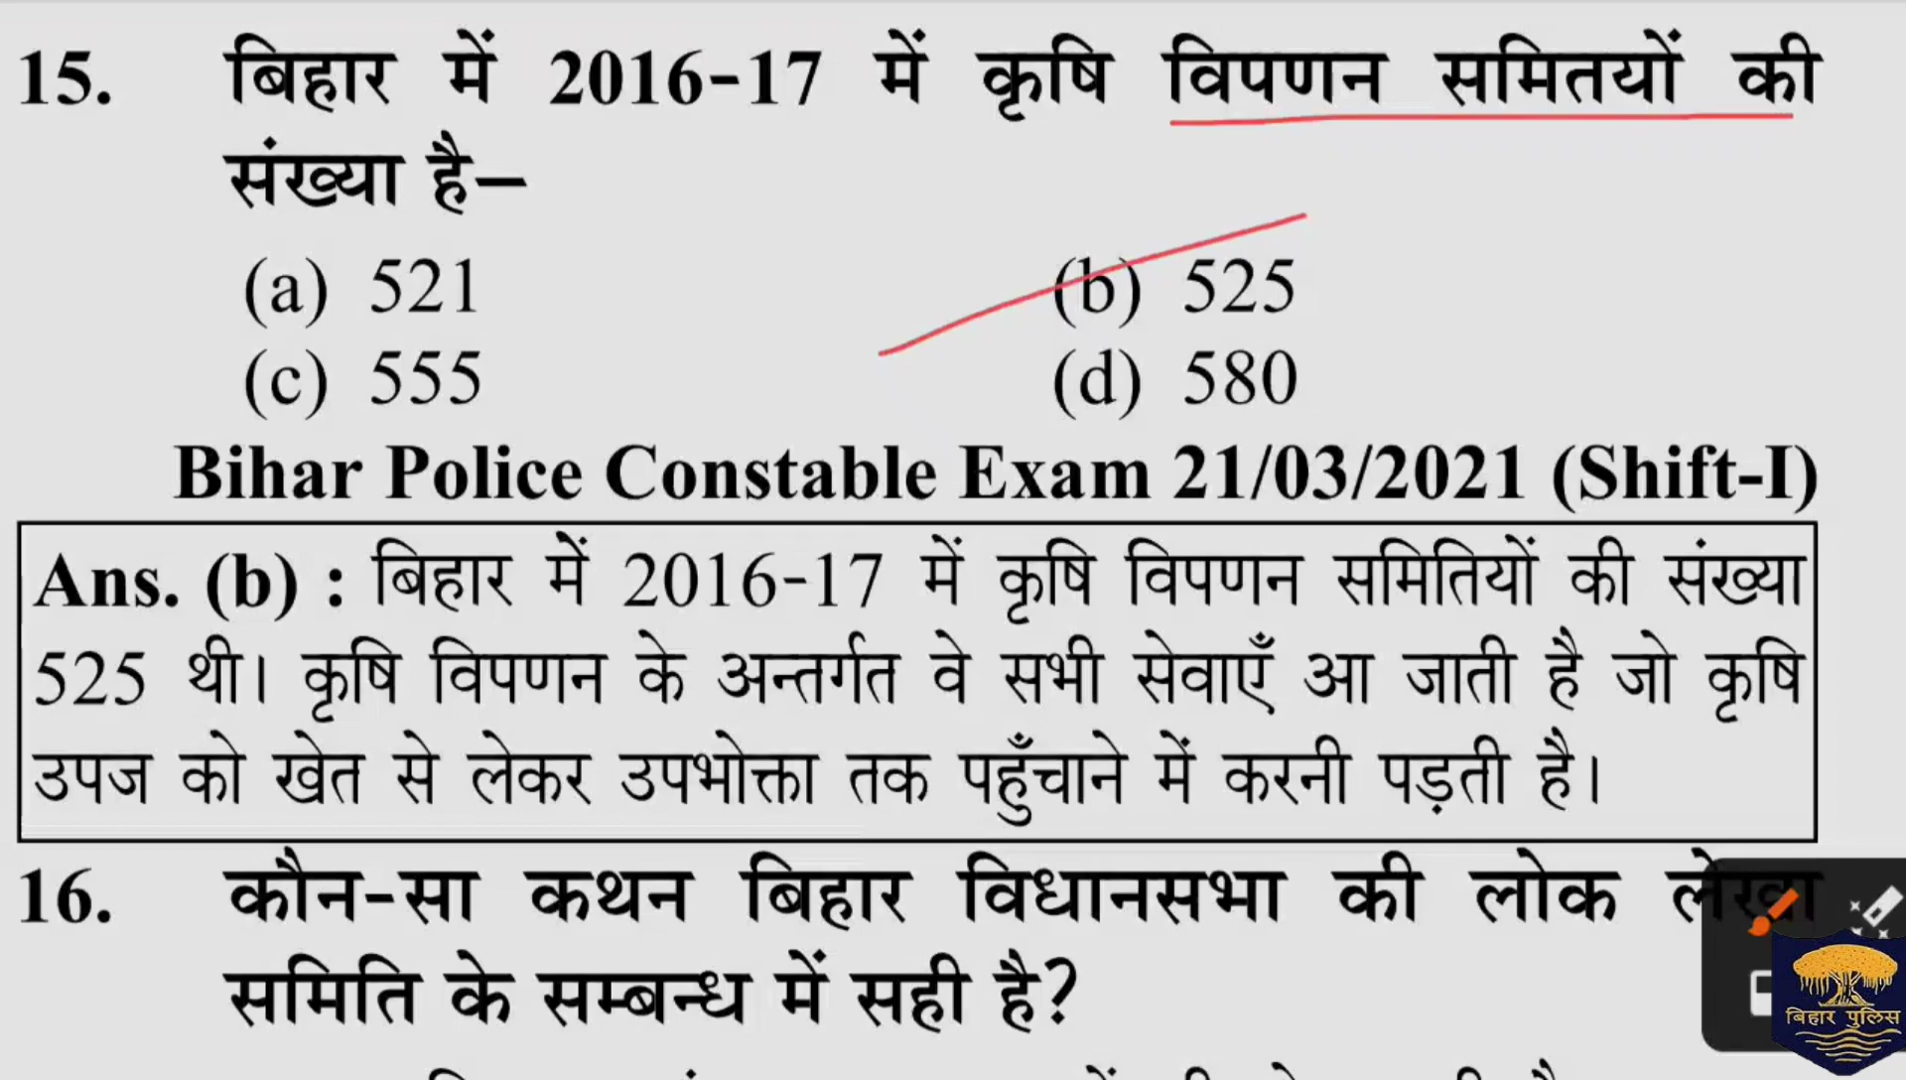 15. बिहार में 2016-17 में कृषि विपणन समितयों की
संख्या है–
(a) 521 (b) 525
(c) 555 (d) 580
Bihar Police Constable Exam 21/03/2021 (Shift-I)
Ans. (b) : बिहार में 2016-17 में कृषि विपणन समितियों की संख्या
525 थी। कृषि विपणन के अन्तर्गत वे सभी सेवाएँ आ जाती है जो कृषि
उपज को खेत से लेकर उपभोक्ता तक पहुँचाने में करनी पड़ती है।
16. कौन-सा कथन बिहार विधानसभा की लोक लेखा
समिति के सम्बन्ध में सही है?
बिहार पुलिस